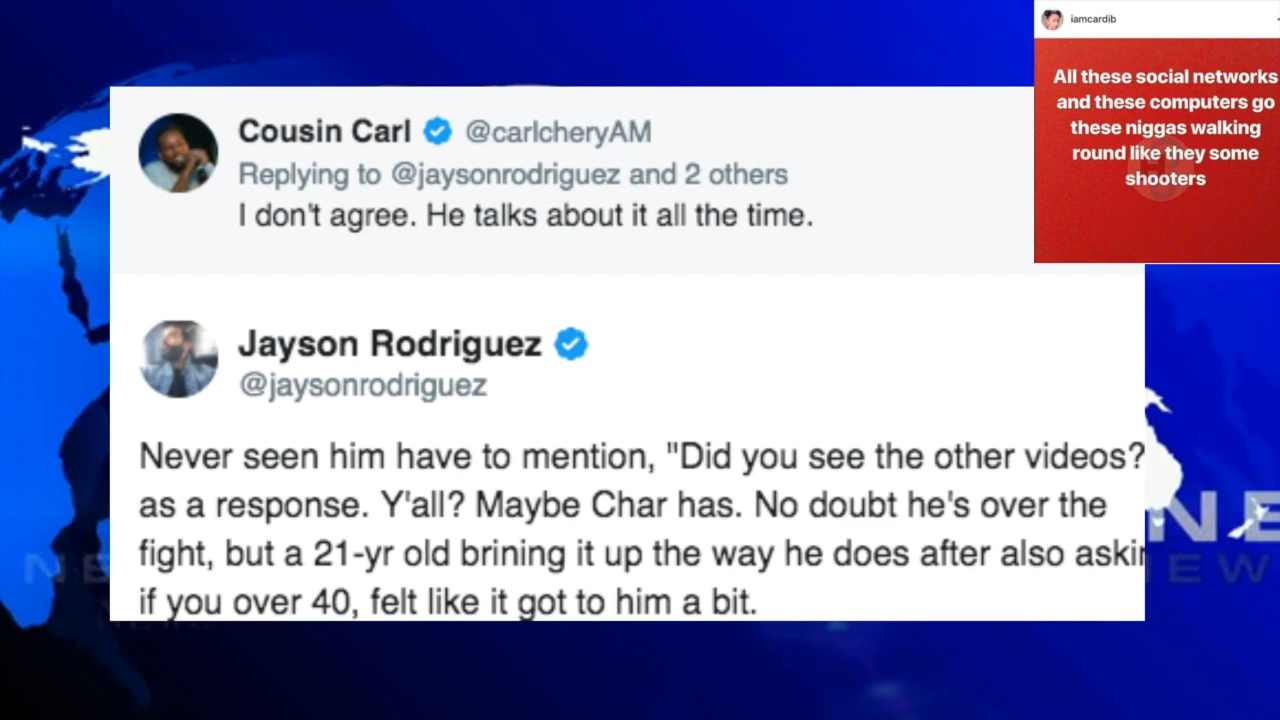 iamcardib
All these social networks
and these computers go
these niggas walking
round like they some
shooters
Cousin Carl @carlcheryAM
Replying to @jaysonrodriguez and 2 others
I don't agree. He talks about it all the time.
Jayson Rodriguez
@jaysonrodriguez
Never seen him have to mention, "Did you see the other videos?
as a response. Y'all? Maybe Char has. No doubt he's over the
fight, but a 21-yr old brining it up the way he does after also askin
if you over 40, felt like it got to him a bit.